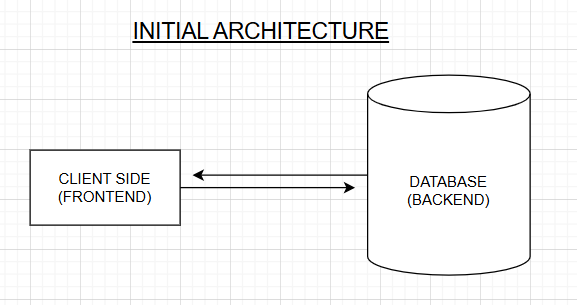 INITIAL ARCHITECTURE
CLIENT SIDE
(FRONTEND)
DATABASE
(BACKEND)